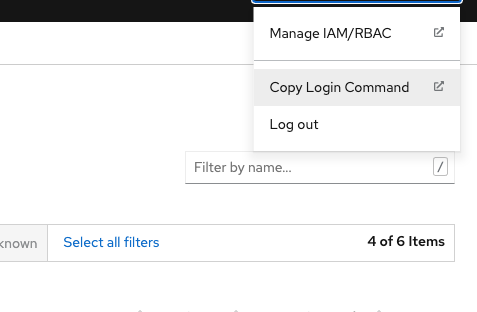 Manage IAM/RBAC
Copy Login Command
Log out
Filter by name...
/
known
Select all filters
4 of 6 Items